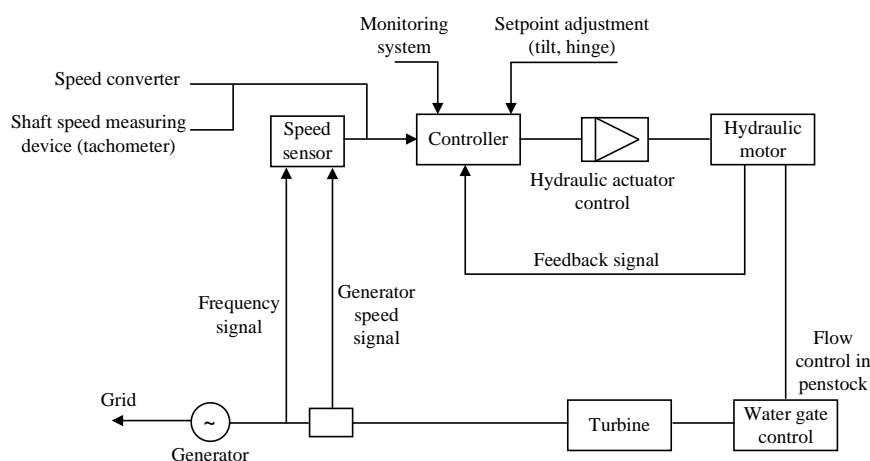 Monitoring
system
Setpoint adjustment
(tilt, hinge)
Speed converter
Shaft speed measuring
device (tachometer)
Speed
sensor
Controller
Hydraulic
motor
Hydraulic actuator
control
Feedback signal
Frequency
signal
Generator
speed
signal
Flow
control in
penstock
Grid
~
Generator
Turbine
Water gate
control